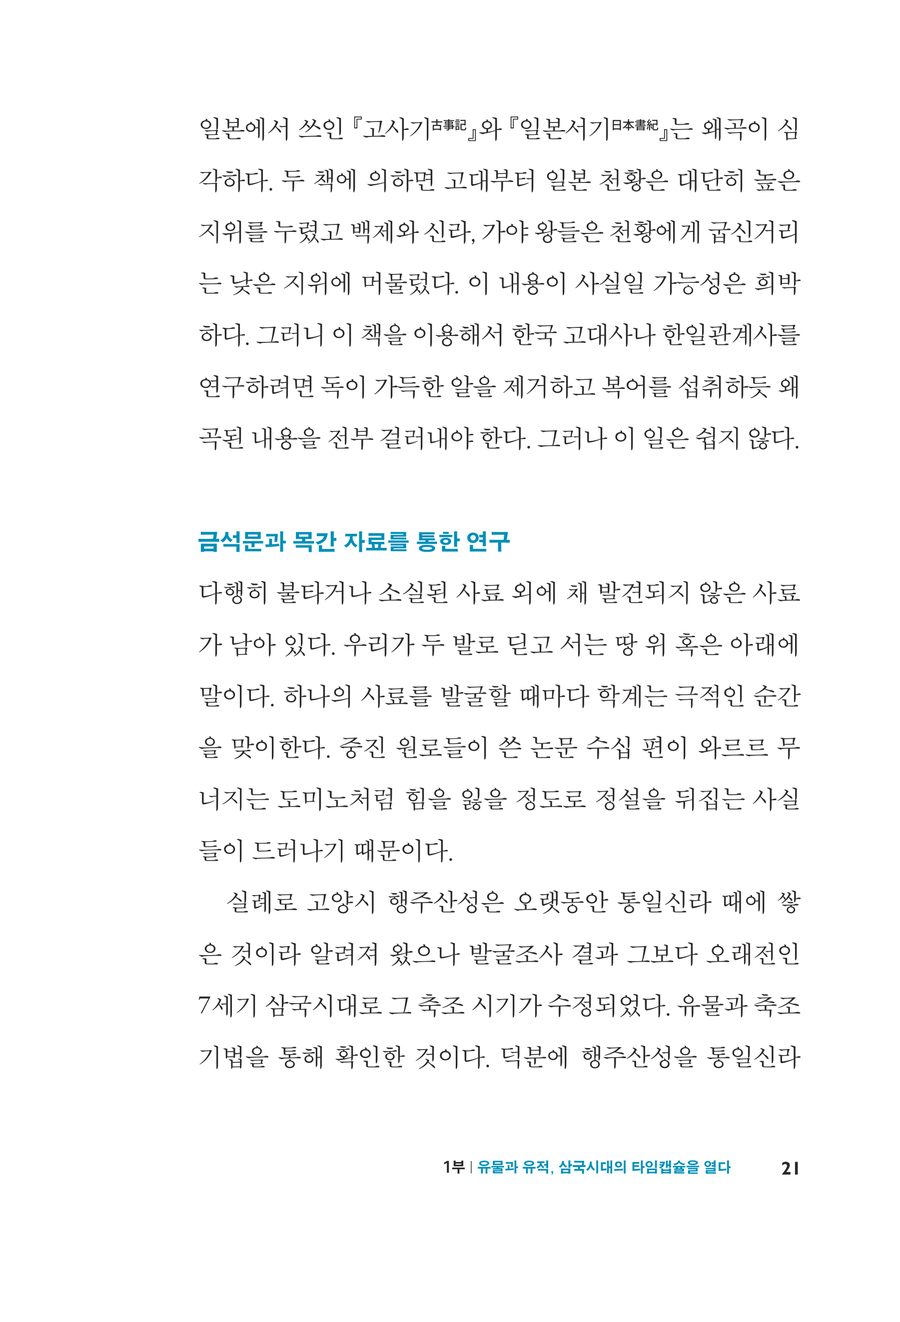 일본에서 쓰인 『고사기古事記』와 『일본서기日本書紀』는 왜곡이 심
각하다. 두 책에 의하면 고대부터 일본 천황은 대단히 높은
지위를 누렸고 백제와 신라, 가야 왕들은 천황에게 굽신거리
는 낮은 지위에 머물렀다. 이 내용이 사실일 가능성은 희박
하다. 그러니 이 책을 이용해서 한국 고대사나 한일관계사를
연구하려면 독이 가득한 알을 제거하고 복어를 섭취하듯 왜
곡된 내용을 전부 걸러내야 한다. 그러나 이 일은 쉽지 않다.
금석문과 목간 자료를 통한 연구
다행히 불타거나 소실된 사료 외에 채 발견되지 않은 사료
가 남아 있다. 우리가 두 발로 딛고 서는 땅 위 혹은 아래에
말이다. 하나의 사료를 발굴할 때마다 학계는 극적인 순간
을 맞이한다. 중진 원로들이 쓴 논문 수십 편이 와르르 무
너지는 도미노처럼 힘을 잃을 정도로 정설을 뒤집는 사실
들이 드러나기 때문이다.
실례로 고양시 행주산성은 오랫동안 통일신라 때에 쌓
은 것이라 알려져 왔으나 발굴조사 결과 그보다 오래전인
7세기 삼국시대로 그 축조 시기가 수정되었다. 유물과 축조
기법을 통해 확인한 것이다. 덕분에 행주산성을 통일신라
1부 | 유물과 유적, 삼국시대의 타임캡슐을 열다 21